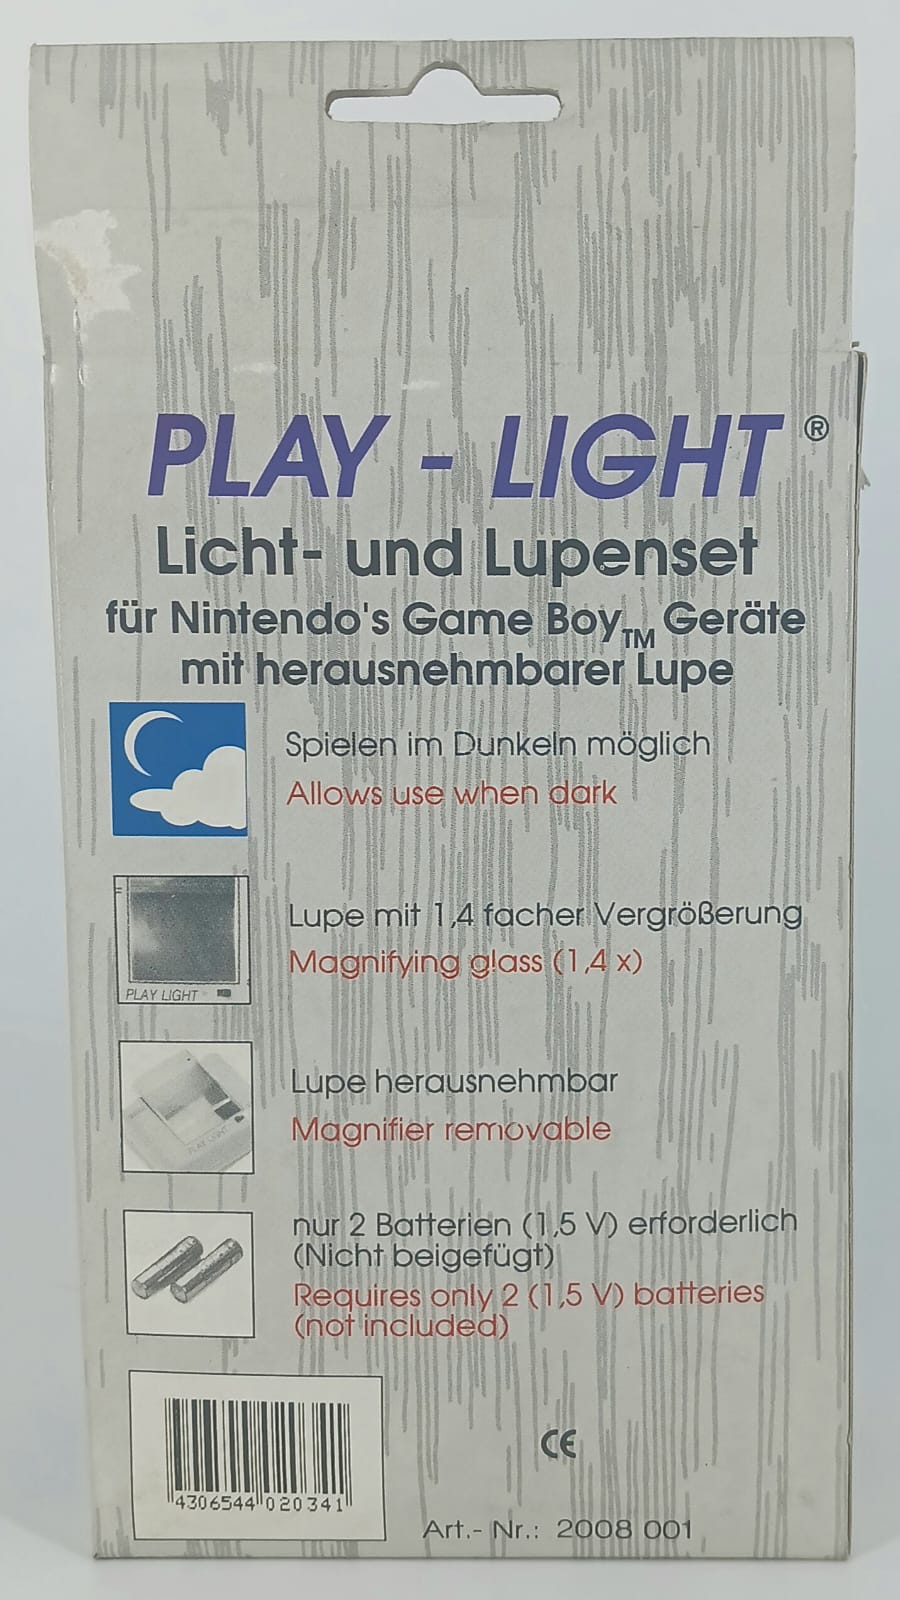 PLAY - LIGHT ®
Licht- und Lupenset
für Nintendo's Game Boy TM Geräte
mit herausnehmbarer Lupe
Spielen im Dunkeln möglich
Allows use when dark
Lupe mit 1,4 facher Vergrößerung
Magnifying glass (1,4 x)
PLAY LIGHT
Lupe herausnehmbar
Magnifier removable
PLAY LIGHT
nur 2 Batterien (1,5 V) erforderlich
(Nicht beigefügt)
Requires only 2 (1,5 V) batteries
(not included)
4306544 020341
CE
Art.- Nr.: 2008 001